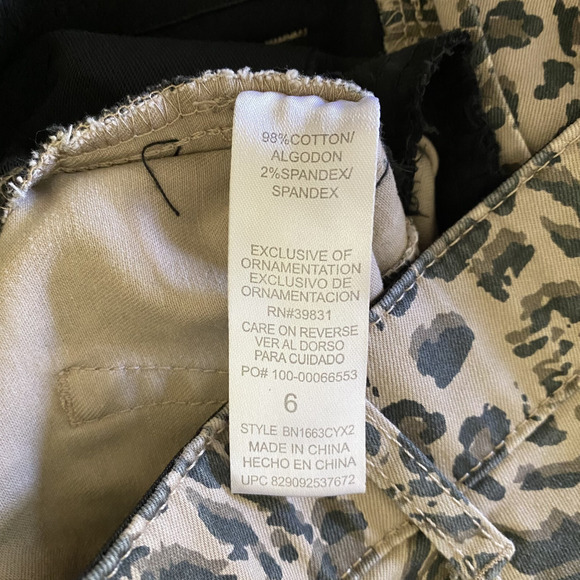 98%COTTON/
ALGODON
2%SPANDEX/
SPANDEX
EXCLUSIVE OF
ORNAMENTATION
EXCLUSIVO DE
ORNAMENTACION
RN#39831
CARE ON REVERSE
VER AL DORSO
PARA CUIDADO
PO# 100-00066553
6
STYLE BN1663CYX2
MADE IN CHINA
HECHO EN CHINA
UPC 829092537672